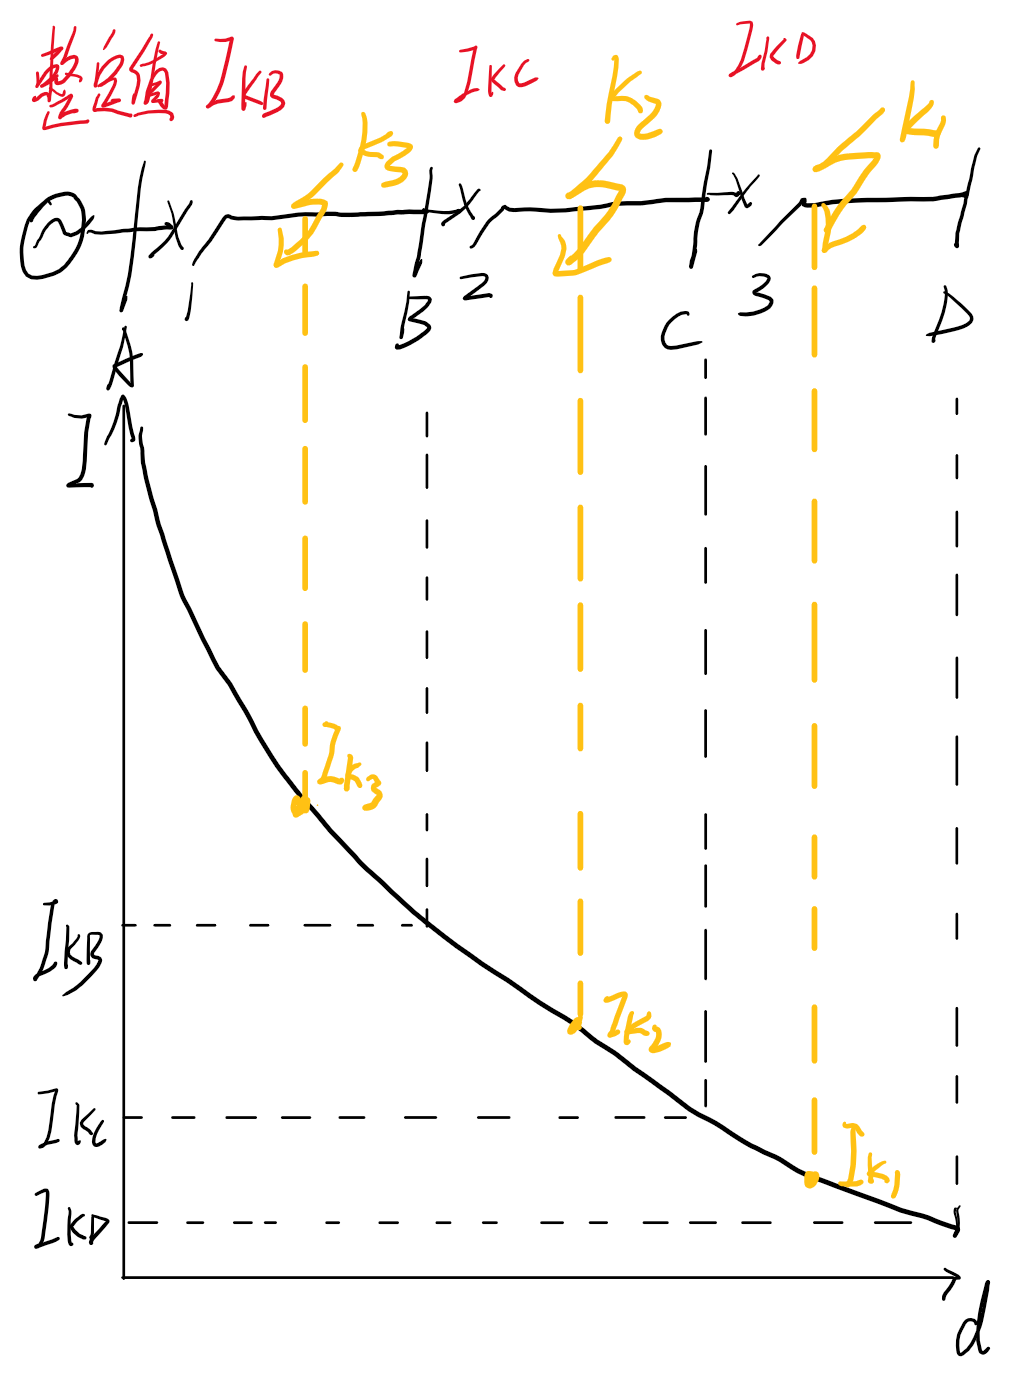 整定值 IKB IKC IKD
k3 k2 k1
1 B 2 C 3 D
A
I
IK3
IKB
IK2
IKC
IK1
IKD
d